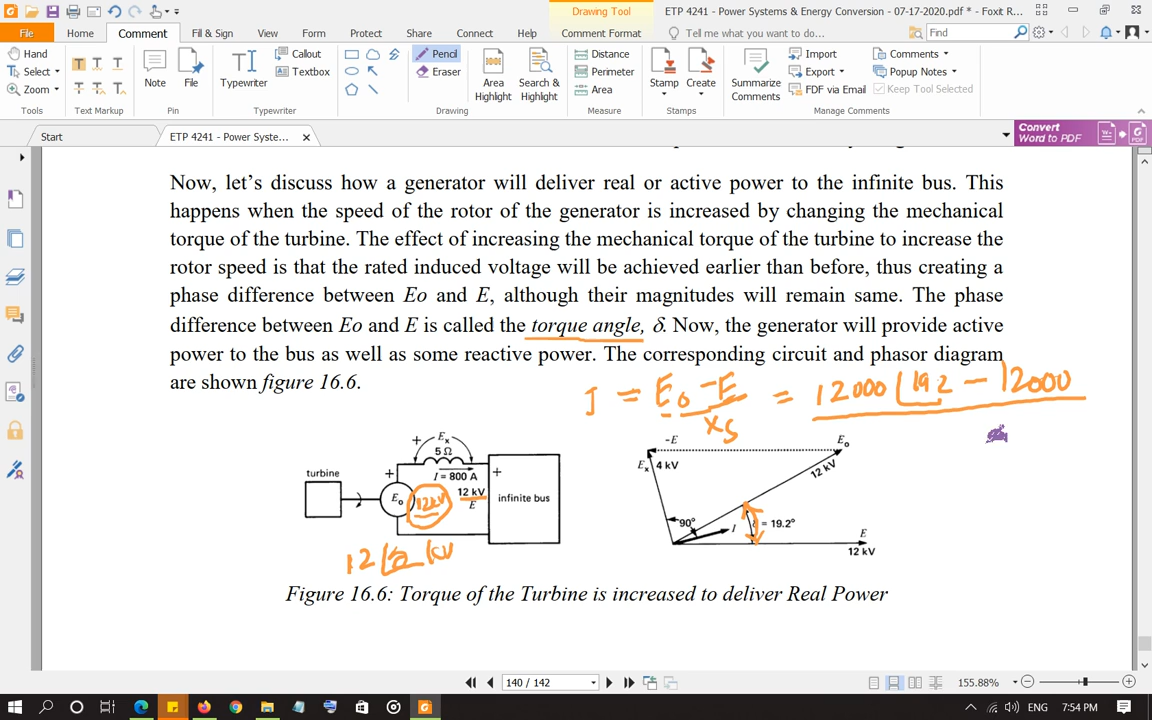 Drawing Tool
ETP 4241 - Power Systems & Energy Conversion - 07-17-2020.pdf * - Foxit R...
File Home Comment Fill & Sign View Form Protect Share Connect Help Comment Format Tell me what you want to do... Find
Hand
Select
Zoom
Tools
Text Markup
Note
File
Pin
Typewriter
Callout
Textbox
Typewriter
Pencil
Eraser
Drawing
Area Highlight
Search & Highlight
Distance
Perimeter
Area
Measure
Stamp
Create
Stamps
Summarize Comments
Import
Export
FDF via Email
Comments
Popup Notes
Keep Tool Selected
Manage Comments
Start
ETP 4241 - Power Syste...
Convert Word to PDF
Now, let's discuss how a generator will deliver real or active power to the infinite bus. This
happens when the speed of the rotor of the generator is increased by changing the mechanical
torque of the turbine. The effect of increasing the mechanical torque of the turbine to increase the
rotor speed is that the rated induced voltage will be achieved earlier than before, thus creating a
phase difference between Eo and E, although their magnitudes will remain same. The phase
difference between Eo and E is called the torque angle, δ. Now, the generator will provide active
power to the bus as well as some reactive power. The corresponding circuit and phasor diagram
are shown figure 16.6.
I = Eo - E / Xs = 12000 ∠19.2 - 12000
turbine
Eo
12kV
+ Ex +
5 Ω
I = 800 A
+
+
12 kV
E
infinite bus
-E
Ex
4 kV
Eo
12 kV
90°
I
= 19.2°
E
12 kV
Figure 16.6: Torque of the Turbine is increased to deliver Real Power
140 / 142
155.88%
ENG
7:54 PM